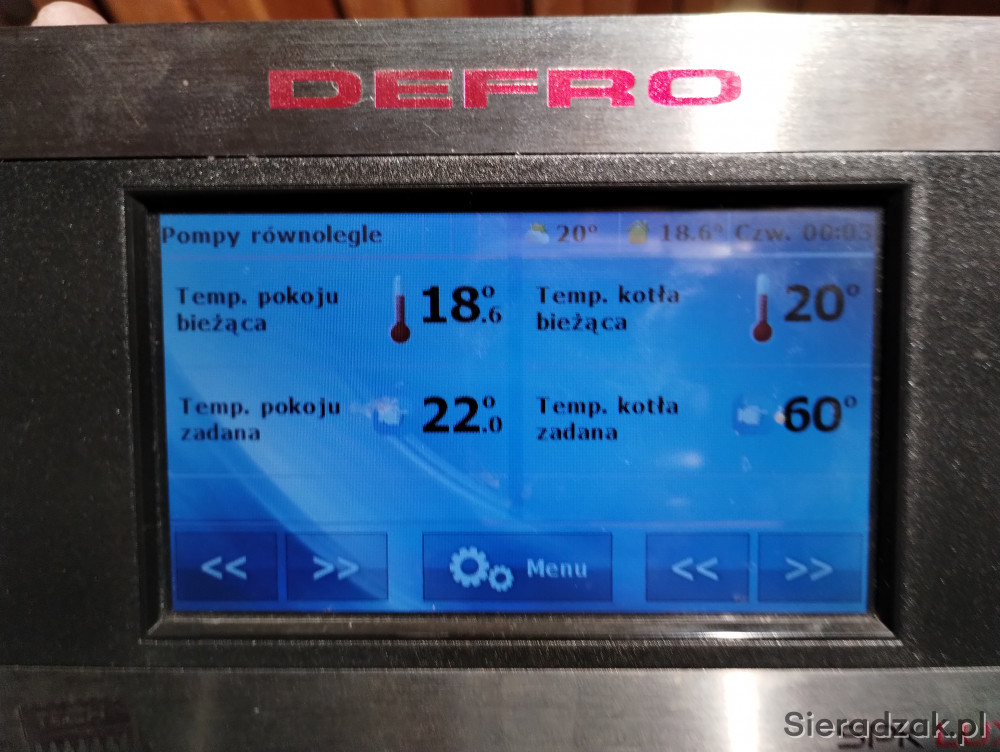 DEFRO
Pompy równolegle 20° 18.6° Czw. 00:03
Temp. pokoju bieżąca 18.6°
Temp. kotła bieżąca 20°
Temp. pokoju zadana 22.0°
Temp. kotła zadana 60°
<< >> Menu << >>
Sieradzak.pl